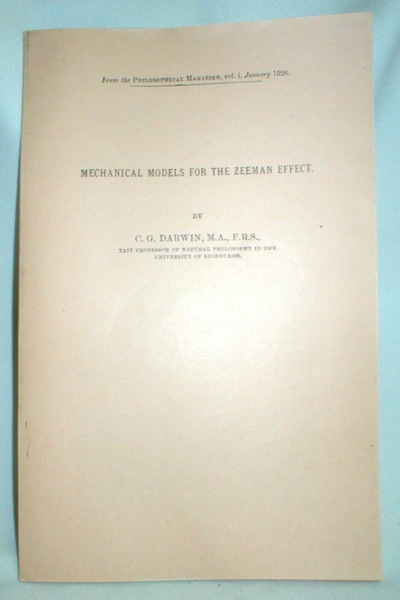 From the PHILOSOPHICAL MAGAZINE, vol. i, January 1926.
MECHANICAL MODELS FOR THE ZEEMAN EFFECT.
BY
C. G. DARWIN, M.A., F.R.S.,
TAIT PROFESSOR OF NATURAL PHILOSOPHY IN THE
UNIVERSITY OF EDINBURGH.